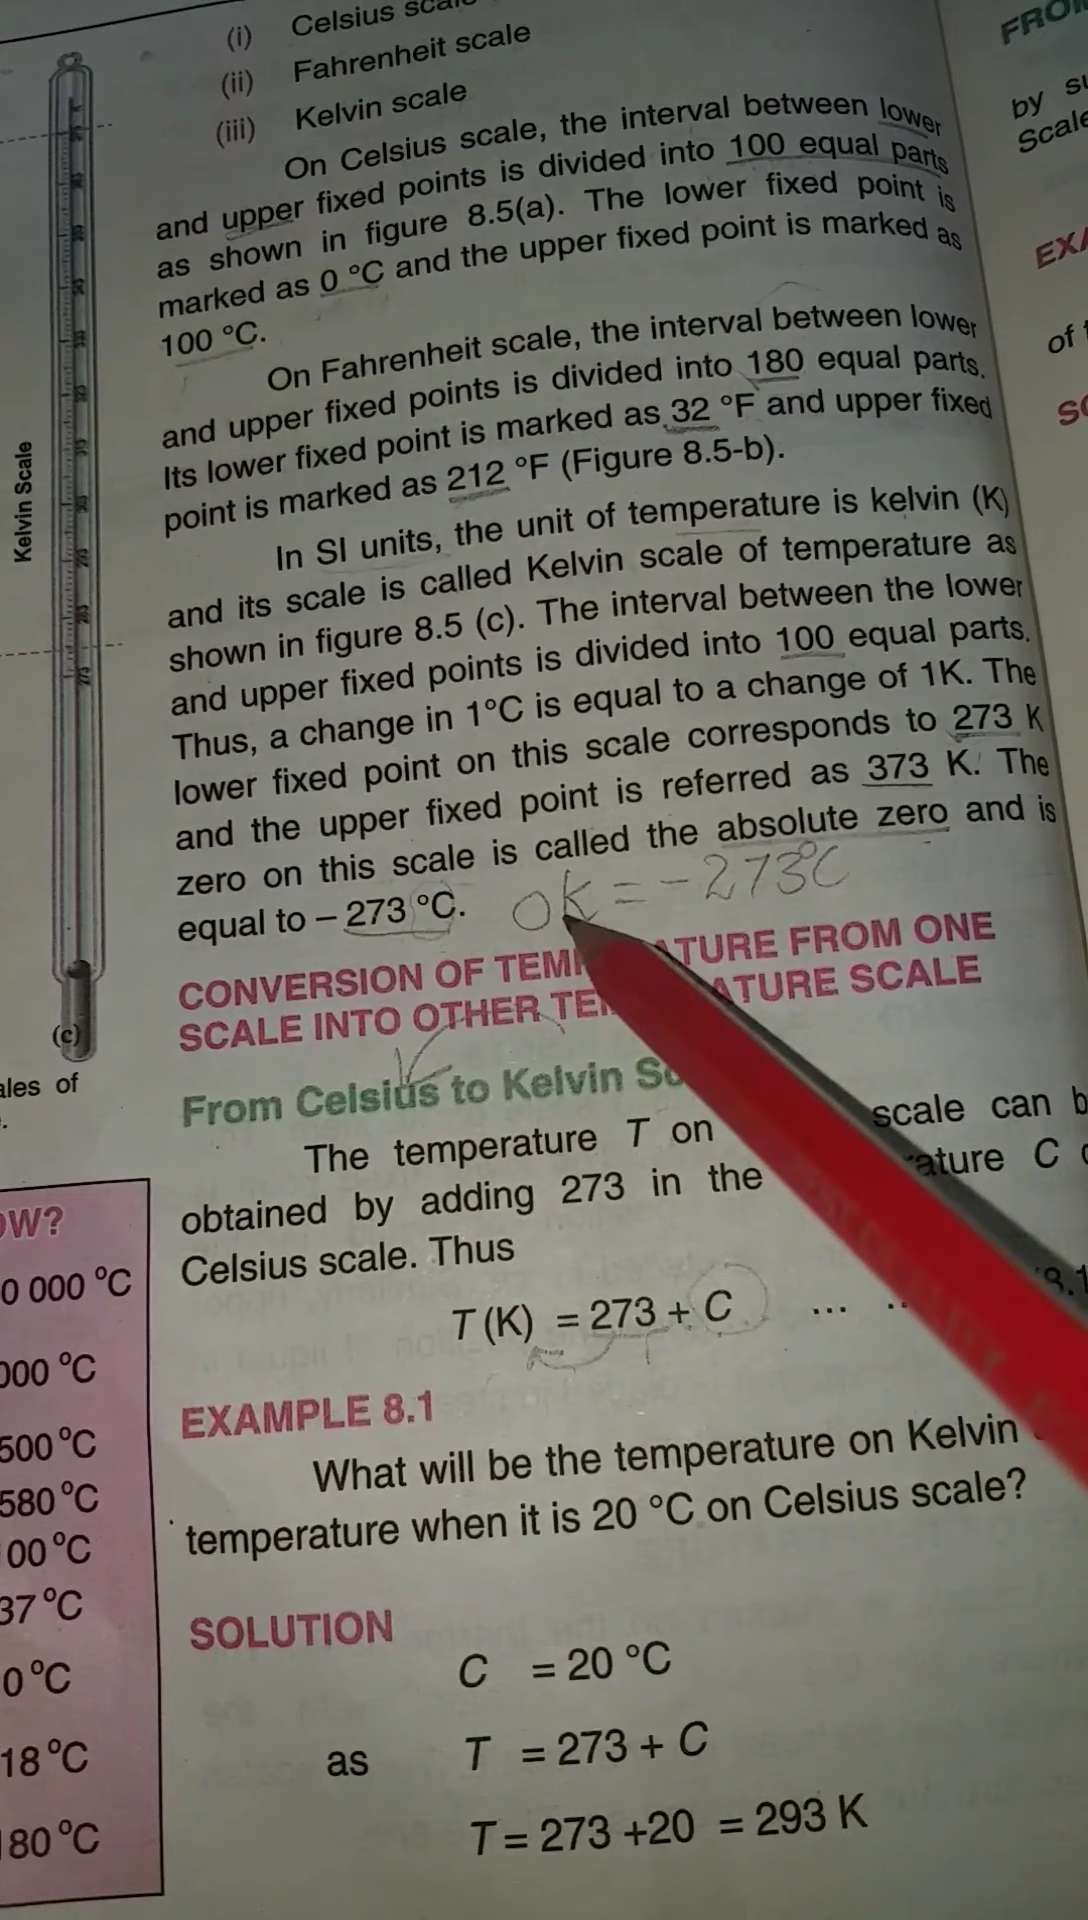 (i) Celsius scale
(ii) Fahrenheit scale
(iii) Kelvin scale
On Celsius scale, the interval between lower
and upper fixed points is divided into 100 equal parts
as shown in figure 8.5(a). The lower fixed point is
marked as 0 °C and the upper fixed point is marked as
100 °C.
On Fahrenheit scale, the interval between lower
and upper fixed points is divided into 180 equal parts.
Its lower fixed point is marked as 32 °F and upper fixed
point is marked as 212 °F (Figure 8.5-b).
In SI units, the unit of temperature is kelvin (K)
and its scale is called Kelvin scale of temperature as
shown in figure 8.5 (c). The interval between the lower
and upper fixed points is divided into 100 equal parts.
Thus, a change in 1°C is equal to a change of 1K. The
lower fixed point on this scale corresponds to 273 K
and the upper fixed point is referred as 373 K. The
zero on this scale is called the absolute zero and is
equal to – 273 °C.
0K = -273°C
CONVERSION OF TEMP ATURE FROM ONE
SCALE INTO OTHER TE ATURE SCALE
From Celsius to Kelvin Sc
The temperature T on scale can b
obtained by adding 273 in the ature C
Celsius scale. Thus
T (K) = 273 + C ...
EXAMPLE 8.1
What will be the temperature on Kelvin
temperature when it is 20 °C on Celsius scale?
SOLUTION
C = 20 °C
as T = 273 + C
T = 273 +20 = 293 K
Kelvin Scale
(c)
ales of
OW?
0 000 °C
000 °C
500 °C
580 °C
00 °C
37 °C
0 °C
18 °C
180 °C
FROM
by su
Scale
EXA
of
SO